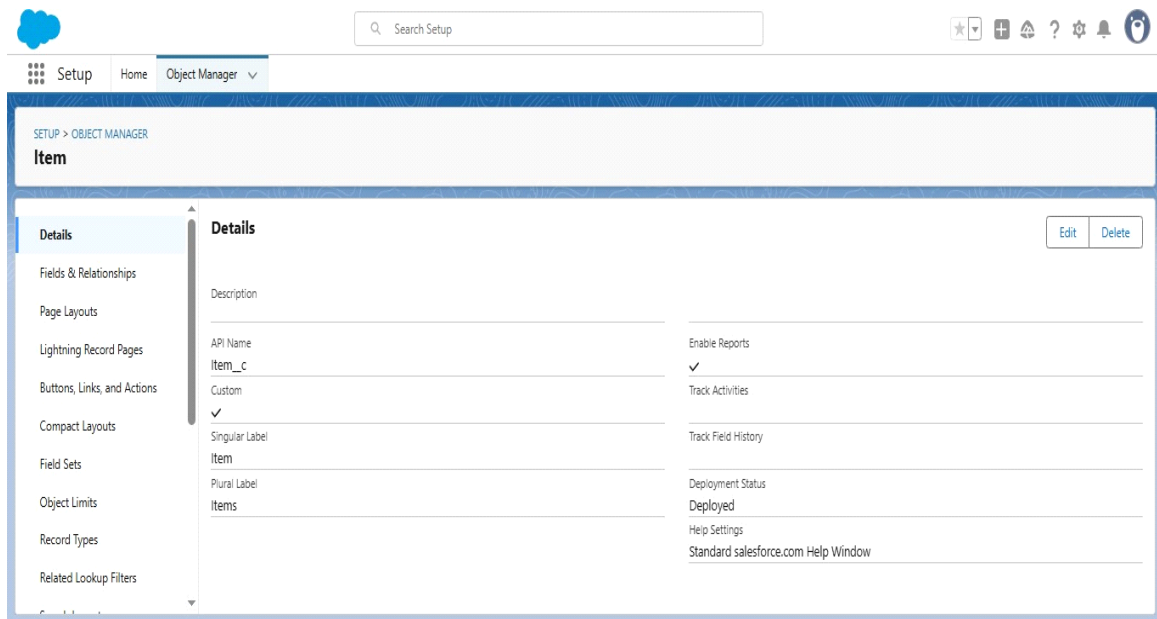 Search Setup
Setup
Home
Object Manager
SETUP > OBJECT MANAGER
Item
Details
Fields & Relationships
Page Layouts
Lightning Record Pages
Buttons, Links, and Actions
Compact Layouts
Field Sets
Object Limits
Record Types
Related Lookup Filters
Details
Edit
Delete
Description
API Name
Item__c
Custom
Singular Label
Item
Plural Label
Items
Enable Reports
Track Activities
Track Field History
Deployment Status
Deployed
Help Settings
Standard salesforce.com Help Window